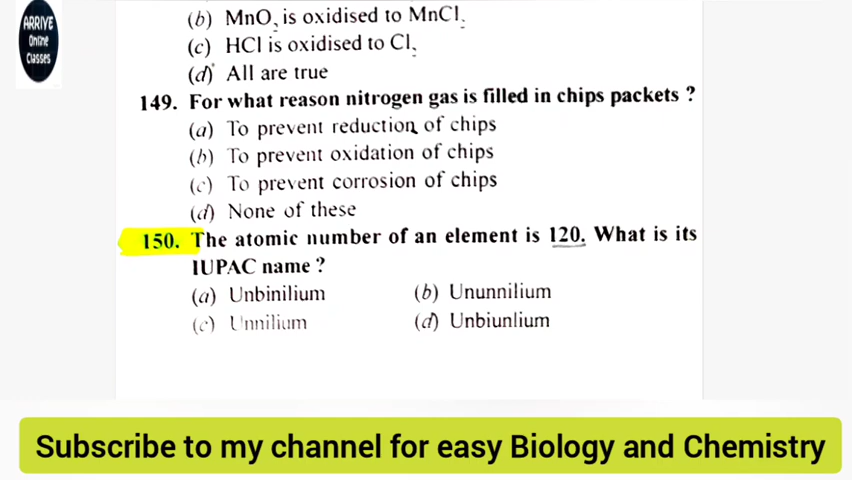 ARRIVE
Online
Classes
(b) MnO₂ is oxidised to MnCl₂
(c) HCl is oxidised to Cl₂
(d) All are true
149. For what reason nitrogen gas is filled in chips packets ?
(a) To prevent reduction of chips
(b) To prevent oxidation of chips
(c) To prevent corrosion of chips
(d) None of these
150. The atomic number of an element is 120. What is its
IUPAC name ?
(a) Unbinilium (b) Ununnilium
(c) Unnilium (d) Unbiunlium
Subscribe to my channel for easy Biology and Chemistry